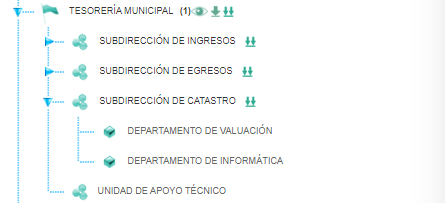 TESORERÍA MUNICIPAL (1)
SUBDIRECCIÓN DE INGRESOS
SUBDIRECCIÓN DE EGRESOS
SUBDIRECCIÓN DE CATASTRO
DEPARTAMENTO DE VALUACIÓN
DEPARTAMENTO DE INFORMÁTICA
UNIDAD DE APOYO TÉCNICO